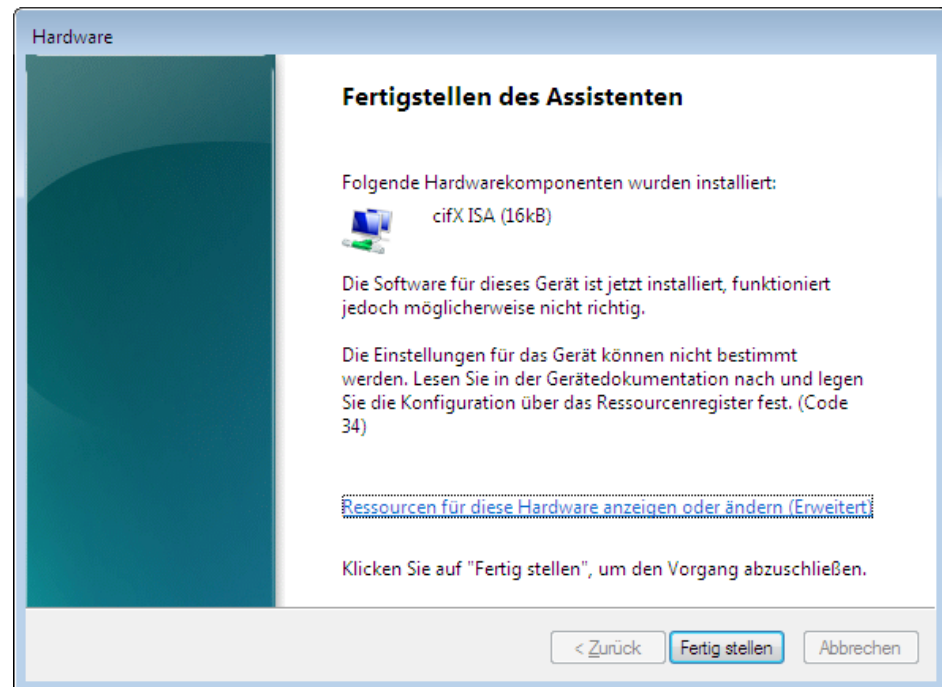 Hardware
Fertigstellen des Assistenten
Folgende Hardwarekomponenten wurden installiert:
cifX ISA (16kB)
Die Software für dieses Gerät ist jetzt installiert, funktioniert
jedoch möglicherweise nicht richtig.
Die Einstellungen für das Gerät können nicht bestimmt
werden. Lesen Sie in der Gerätedokumentation nach und legen
Sie die Konfiguration über das Ressourcenregister fest. (Code
34)
Ressourcen für diese Hardware anzeigen oder ändern (Erweitert)
Klicken Sie auf "Fertig stellen", um den Vorgang abzuschließen.
< Zurück Fertig stellen Abbrechen